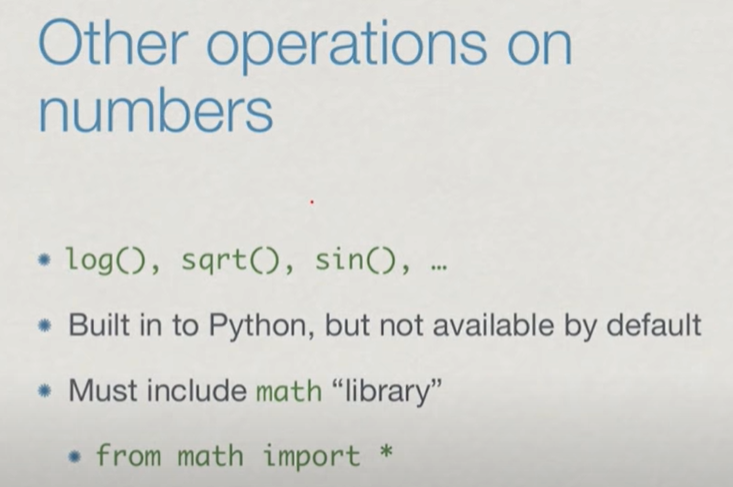 Other operations on
numbers
log(), sqrt(), sin(), …
Built in to Python, but not available by default
Must include math “library”
from math import *